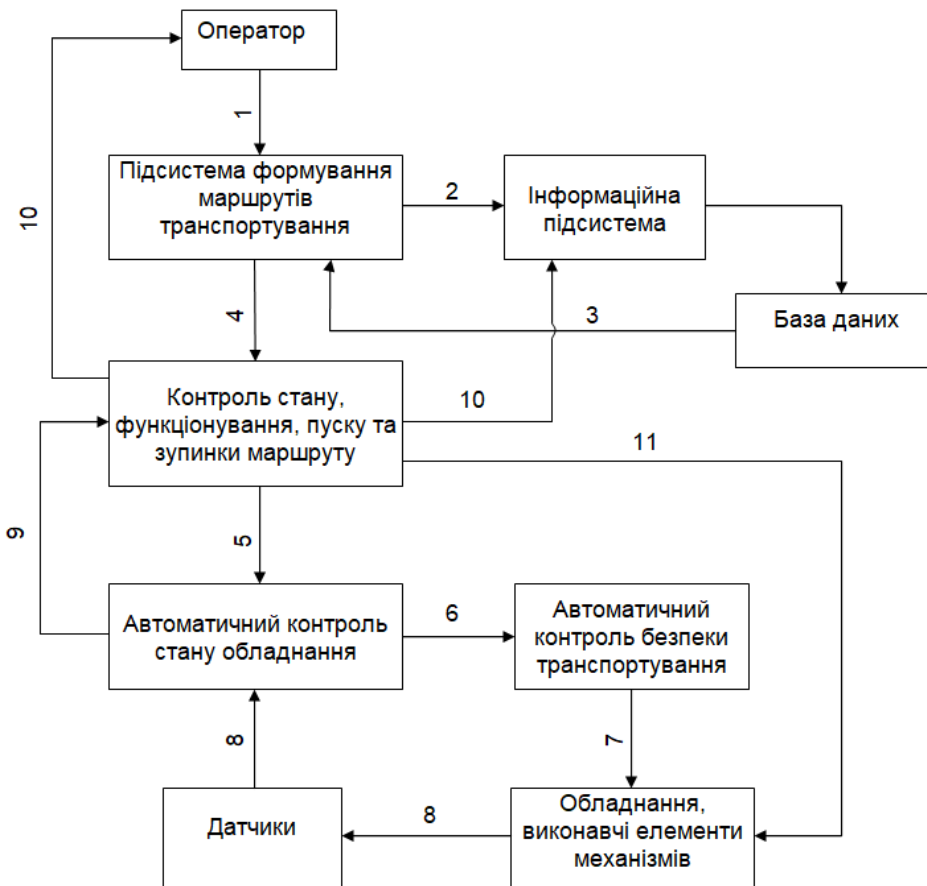 Оператор
1
Підсистема формування
маршрутів
транспортування
2
Інформаційна
підсистема
10
3
База даних
4
Контроль стану,
функціонування, пуску та
зупинки маршруту
10
11
9
5
Автоматичний контроль
стану обладнання
6
Автоматичний
контроль безпеки
транспортування
8
7
Датчики
8
Обладнання,
виконавчі елементи
механізмів